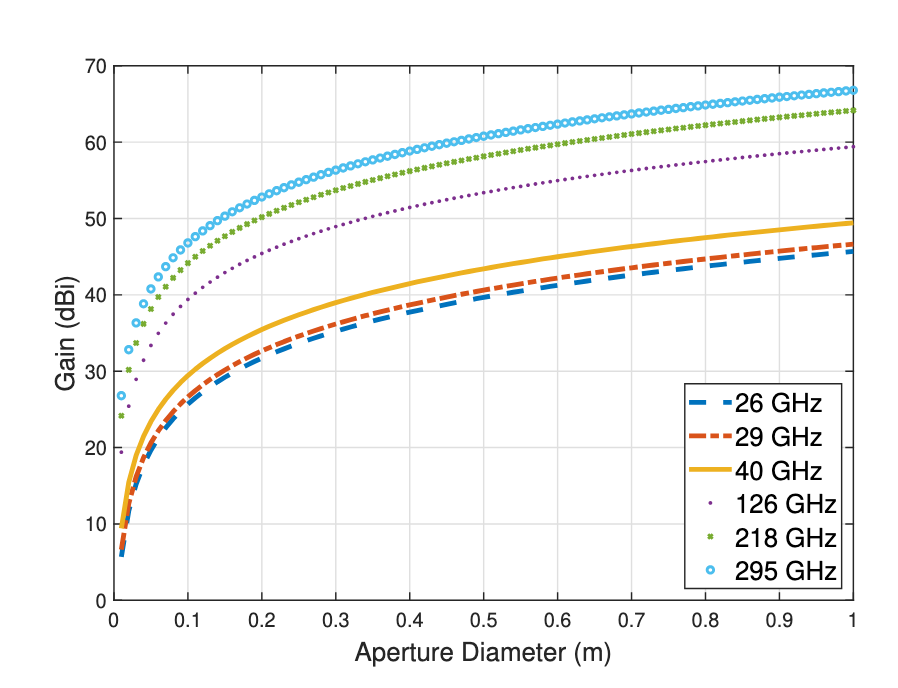 70
60
50
40
30
20
10
0
Gain (dBi)
26 GHz
29 GHz
40 GHz
126 GHz
218 GHz
295 GHz
0 0.1 0.2 0.3 0.4 0.5 0.6 0.7 0.8 0.9 1
Aperture Diameter (m)